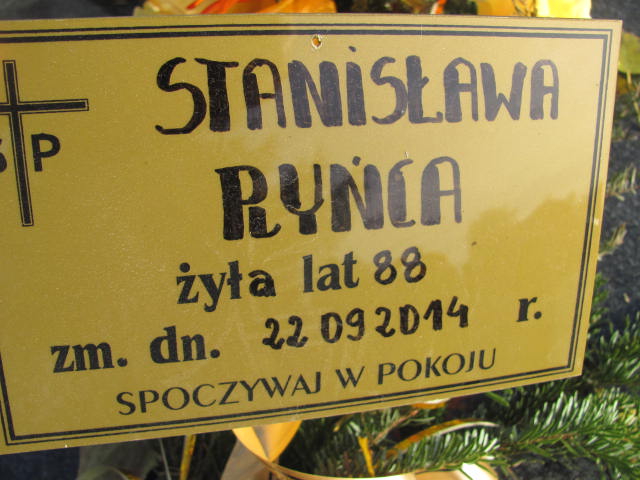 STANISŁAWA
ŚP
RYŃCA
żyła lat 88
zm. dn. 22 09 2014 r.
SPOCZYWAJ W POKOJU